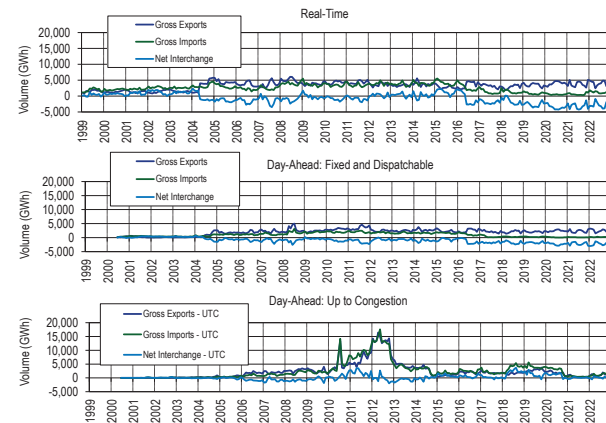 Real-Time
Gross Exports
Gross Imports
Net Interchange
Volume (GWh)
20,000
15,000
10,000
5,000
0
-5,000
1999 2000 2001 2002 2003 2004 2005 2006 2007 2008 2009 2010 2011 2012 2013 2014 2015 2016 2017 2018 2019 2020 2021 2022
Day-Ahead: Fixed and Dispatchable
Gross Exports
Gross Imports
Net Interchange
Volume (GWh)
20,000
15,000
10,000
5,000
0
-5,000
1999 2000 2001 2002 2003 2004 2005 2006 2007 2008 2009 2010 2011 2012 2013 2014 2015 2016 2017 2018 2019 2020 2021 2022
Day-Ahead: Up to Congestion
Gross Exports - UTC
Gross Imports - UTC
Net Interchange - UTC
Volume (GWh)
20,000
15,000
10,000
5,000
0
-5,000
1999 2000 2001 2002 2003 2004 2005 2006 2007 2008 2009 2010 2011 2012 2013 2014 2015 2016 2017 2018 2019 2020 2021 2022